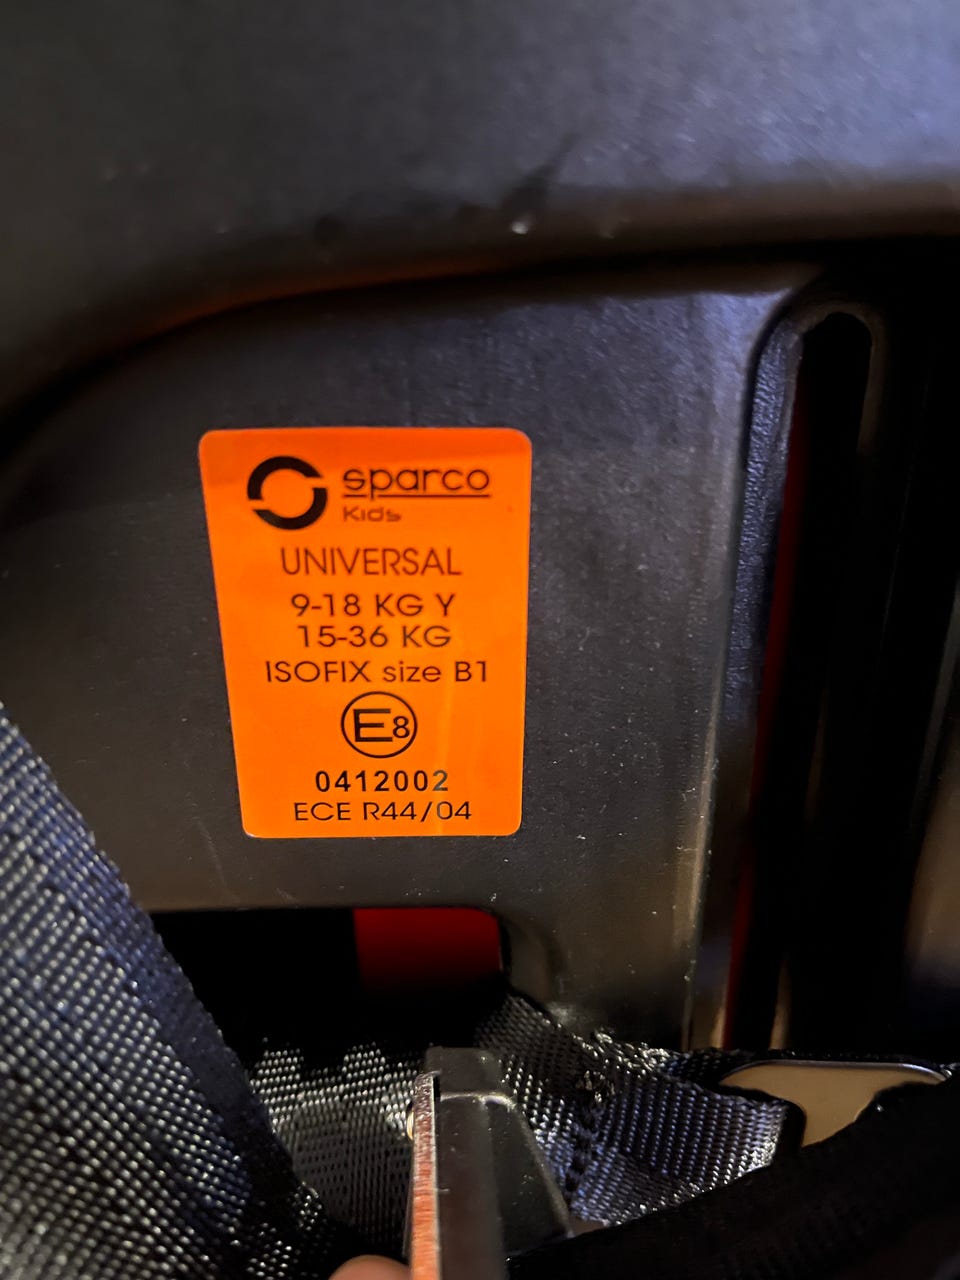 sparco
Kids
UNIVERSAL
9-18 KG Y
15-36 KG
ISOFIX size B1
E8
0412002
ECE R44/04